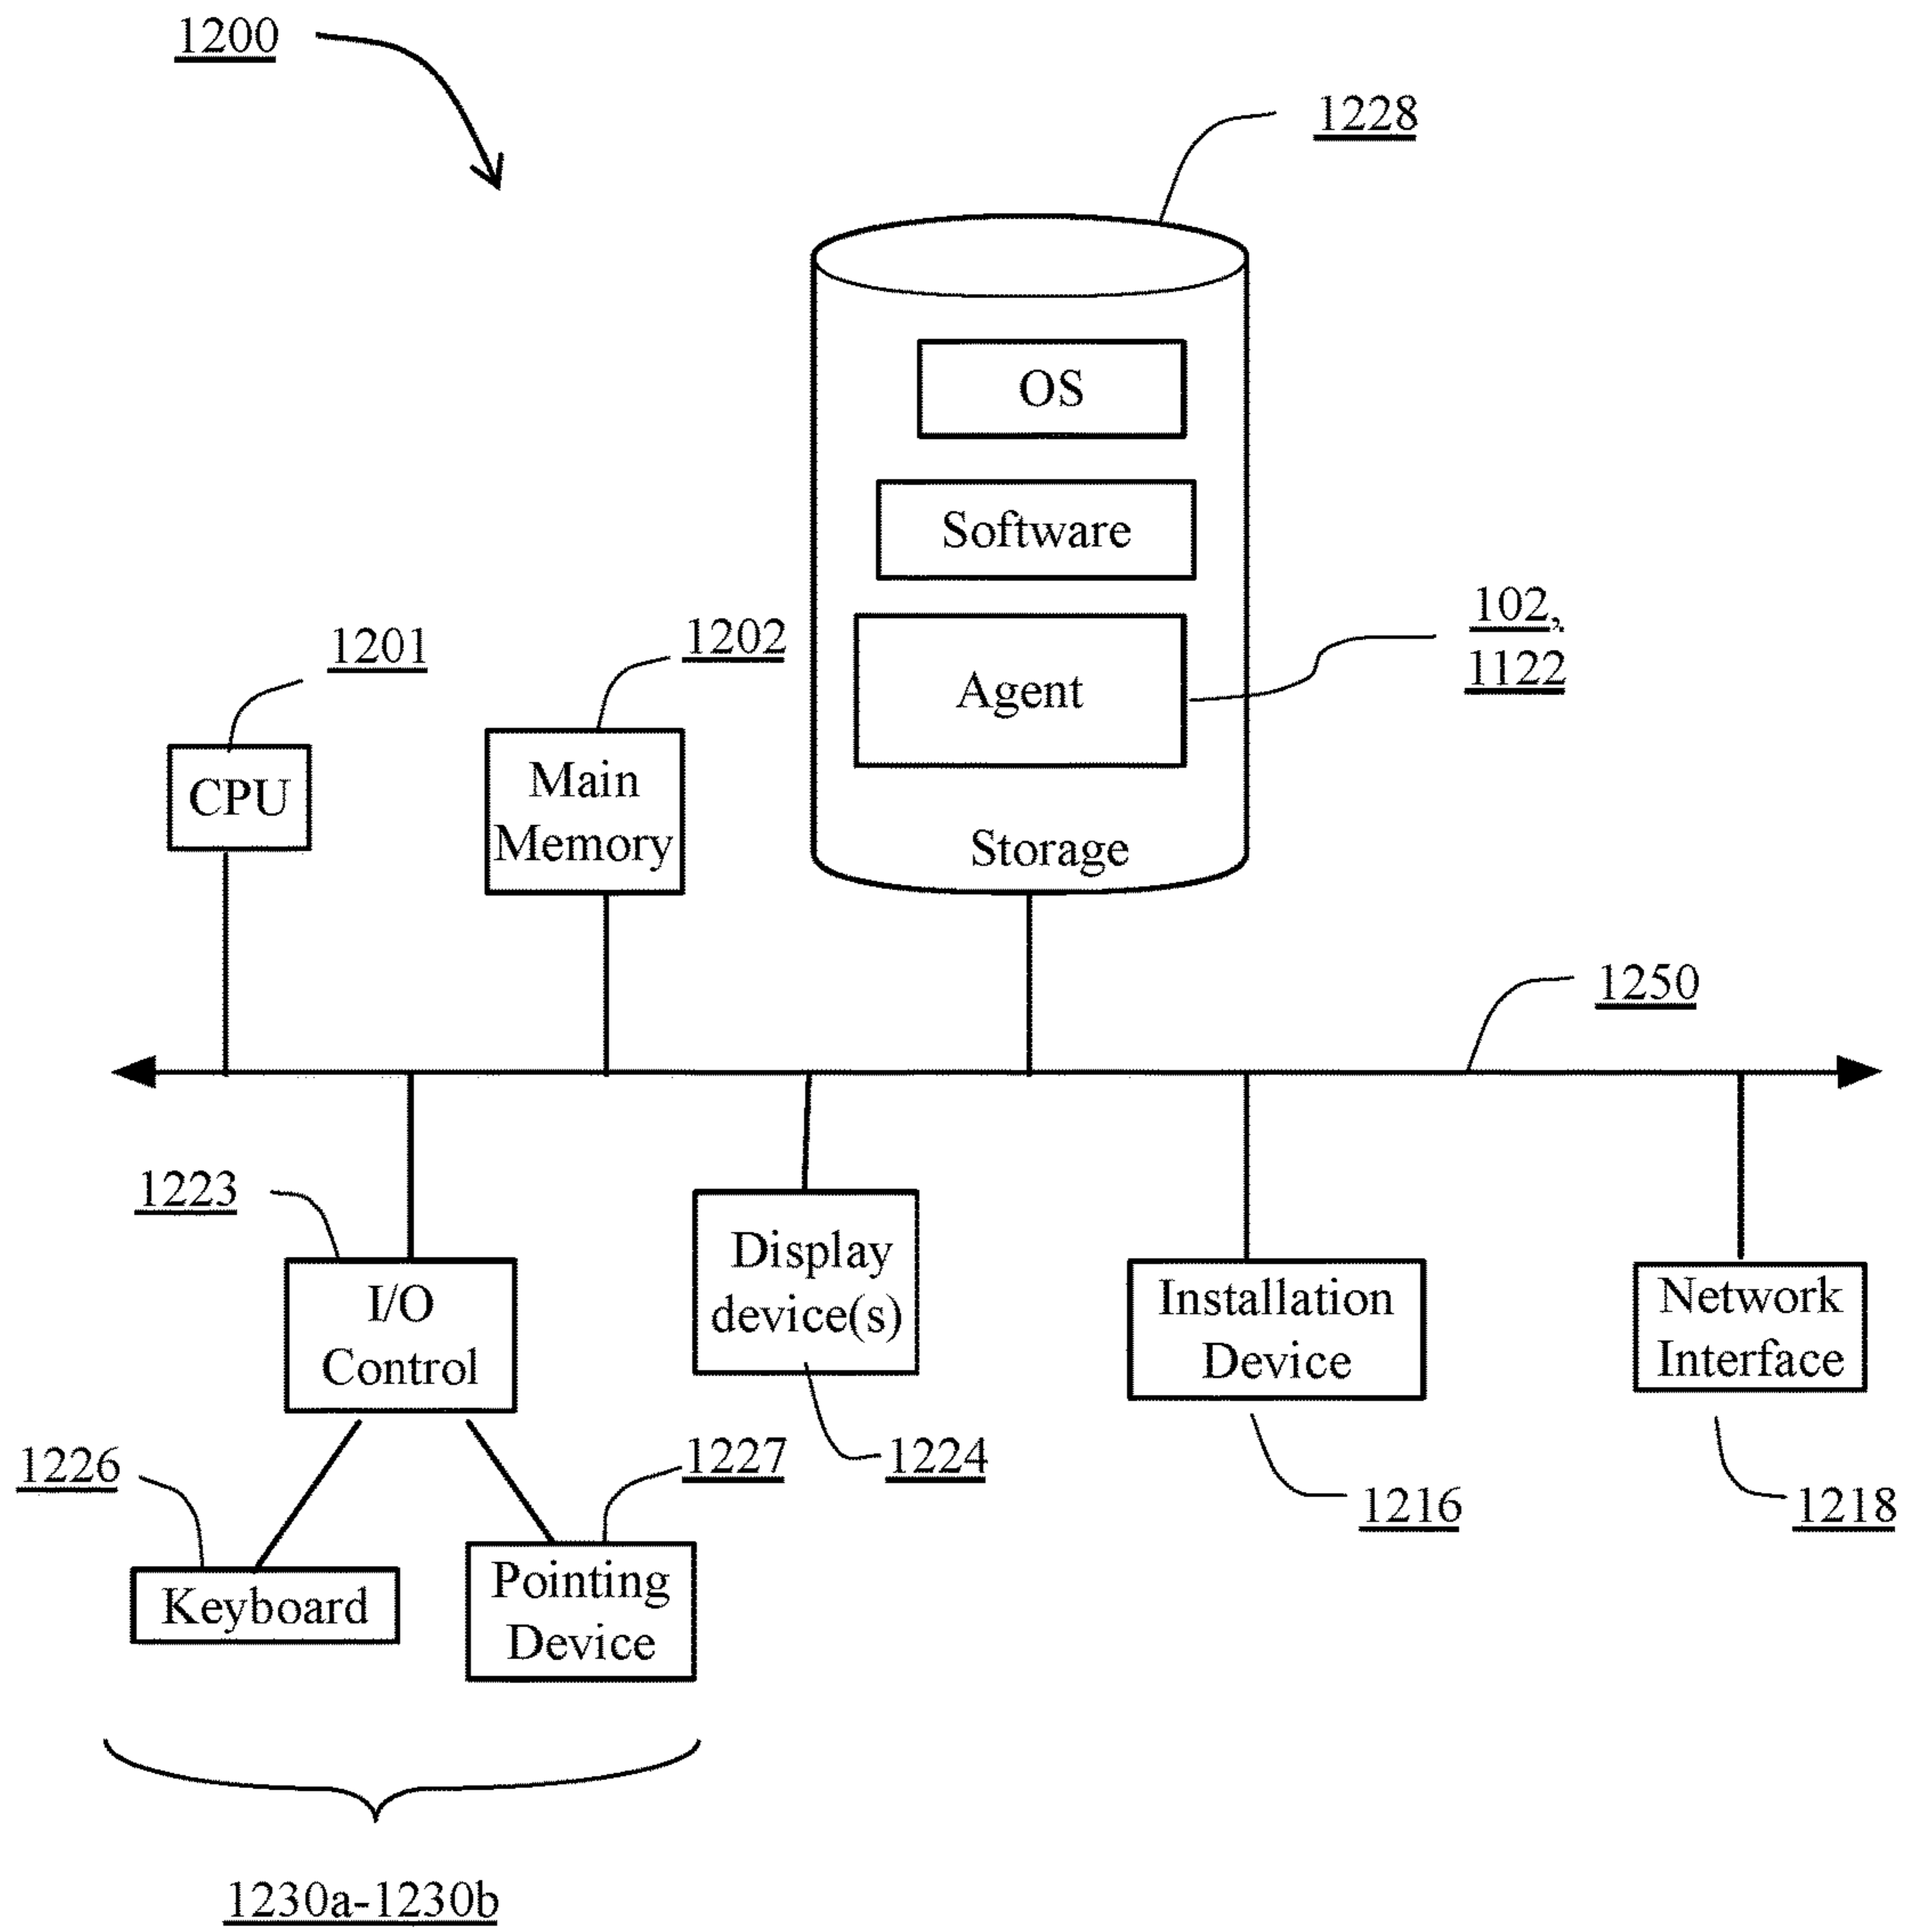 1200
1228
OS
Software
102,
1122
Agent
1201
1202
CPU
Main
Memory
Storage
1250
1223
I/O
Control
Display
device(s)
Installation
Device
Network
Interface
1226
1227
1224
1216
1218
Keyboard
Pointing
Device
1230a-1230b